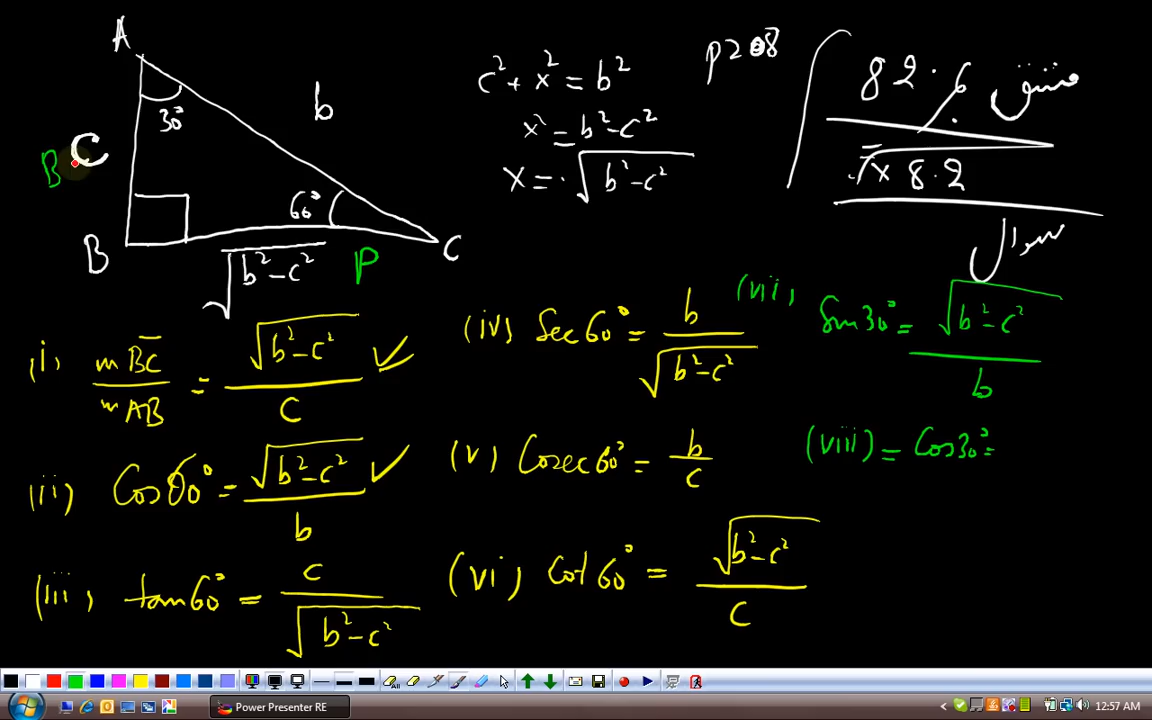 A
30°
b
B C
60°
B
√b²-c²
P
C
c² + x² = b²
x² = b² - c²
x = √b² - c²
P208
مشق 82.6
√x 8.2
سوال
(i) mBC / mAB = √b²-c² / C ✓
(ii) Cos60° = √b²-c² / b ✓
(iii) tan60° = c / √b²-c²
(iv) Sec60° = b / √b²-c²
(v) Cosec60° = b / c
(vi) Cot60° = √b²-c² / c
(vii) Sin30° = √b²-c² / b
(viii) = Cos30° =
Power Presenter RE
12:57 AM